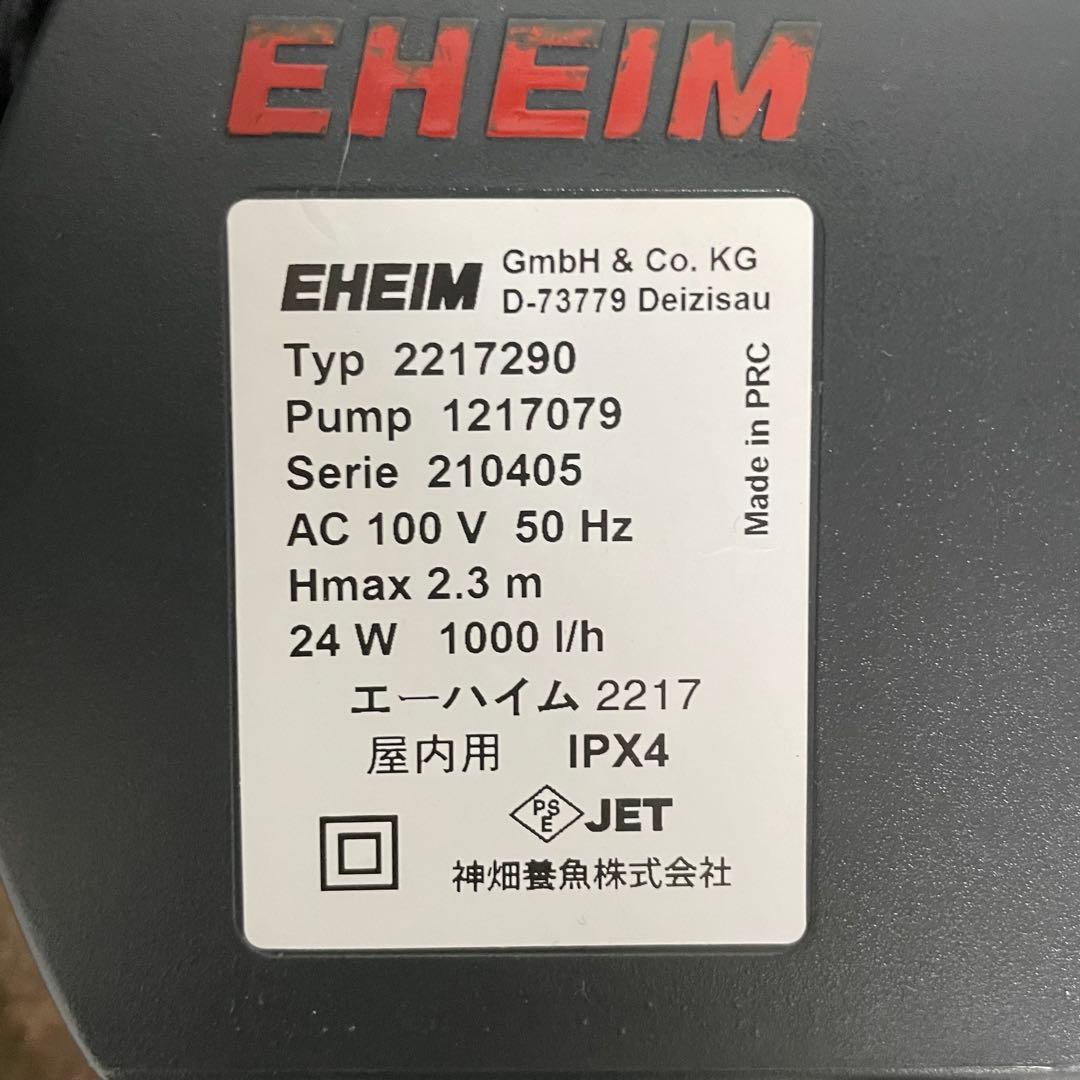 EHEIM
EHEIM GmbH & Co. KG
D-73779 Deizisau
Typ 2217290
Pump 1217079
Serie 210405
AC 100 V 50 Hz
Hmax 2.3 m
24 W 1000 l/h
Made in PRC
エーハイム 2217
屋内用 IPX4
PSE JET
神畑養魚株式会社